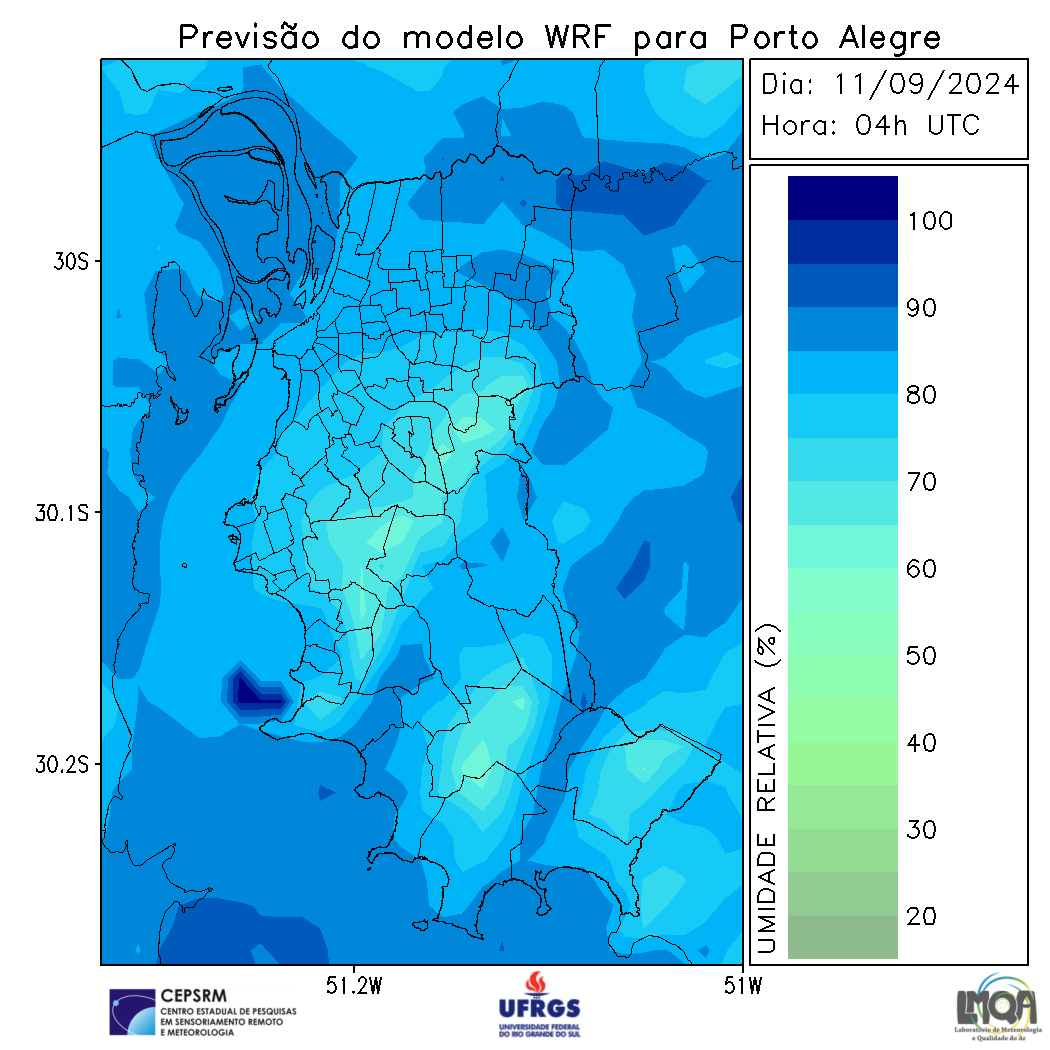 Previsão do modelo WRF para Porto Alegre
Dia: 11/09/2024
Hora: 04h UTC
30S
30.1S
30.2S
51.2W
51W
100
90
80
70
60
50
40
30
20
UMIDADE RELATIVA (%)
CEPSRM
CENTRO ESTADUAL DE PESQUISAS
EM SENSORIAMENTO REMOTO
E METEOROLOGIA
UFRGS
UNIVERSIDADE FEDERAL
DO RIO GRANDE DO SUL
LMQA
Laboratório de Meteorologia
e Qualidade do Ar